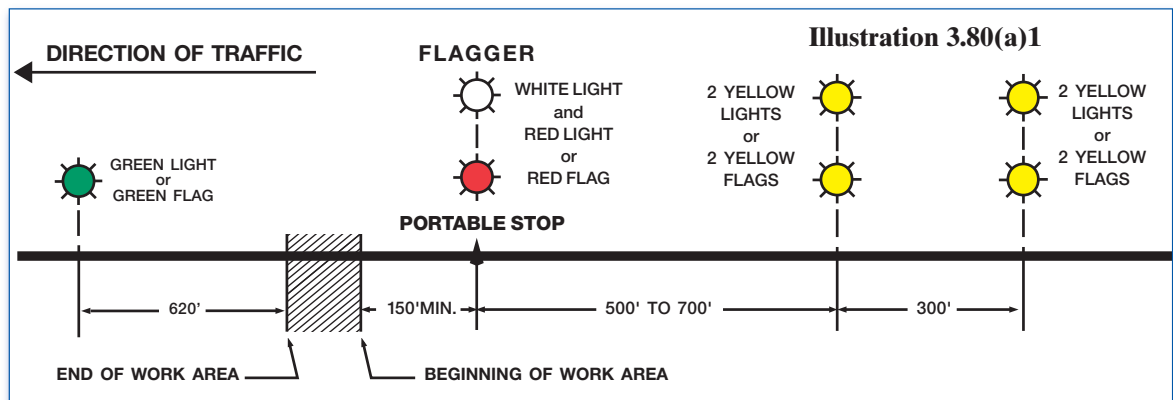 Illustration 3.80(a)1
DIRECTION OF TRAFFIC
FLAGGER
WHITE LIGHT
and
RED LIGHT
or
RED FLAG
2 YELLOW
LIGHTS
or
2 YELLOW
FLAGS
2 YELLOW
LIGHTS
or
2 YELLOW
FLAGS
GREEN LIGHT
or
GREEN FLAG
PORTABLE STOP
620'
150'MIN.
500' TO 700'
300'
END OF WORK AREA
BEGINNING OF WORK AREA